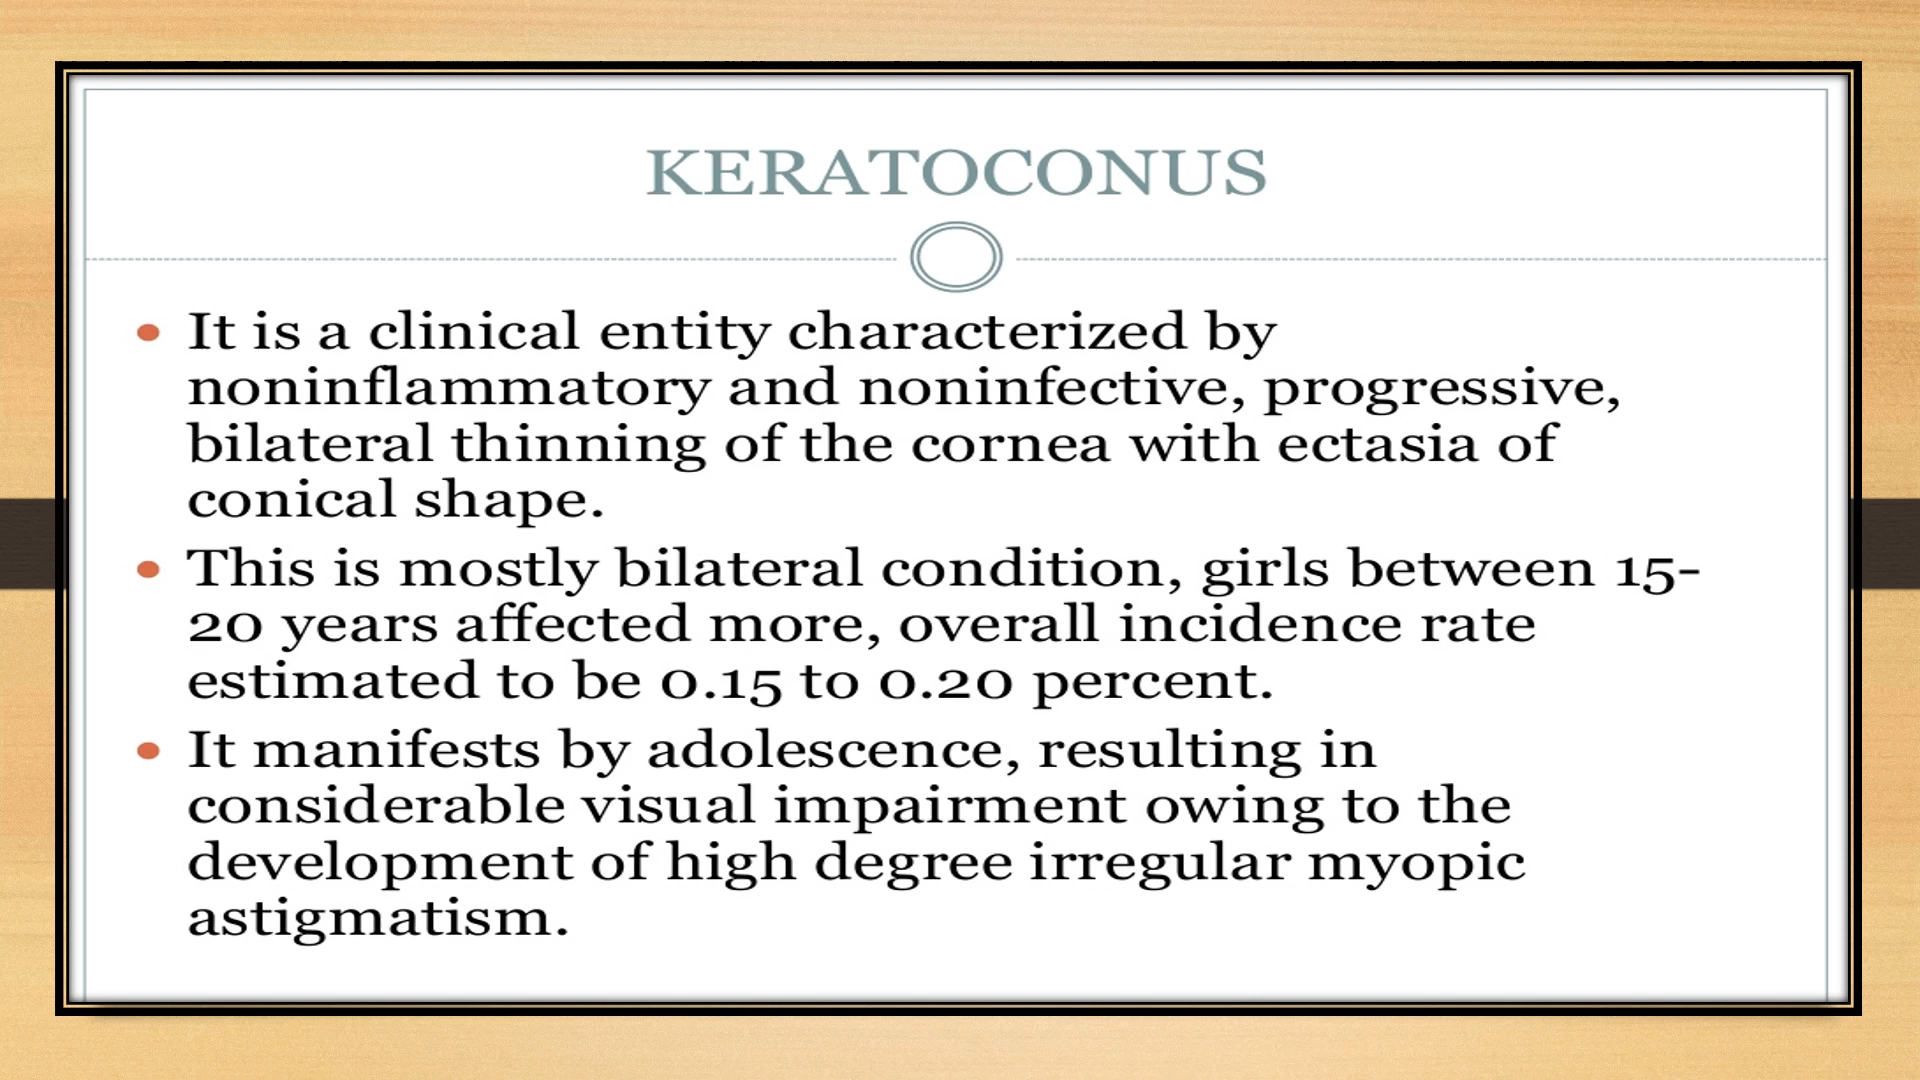 KERATOCONUS
• It is a clinical entity characterized by
noninflammatory and noninfective, progressive,
bilateral thinning of the cornea with ectasia of
conical shape.
• This is mostly bilateral condition, girls between 15-
20 years affected more, overall incidence rate
estimated to be 0.15 to 0.20 percent.
• It manifests by adolescence, resulting in
considerable visual impairment owing to the
development of high degree irregular myopic
astigmatism.